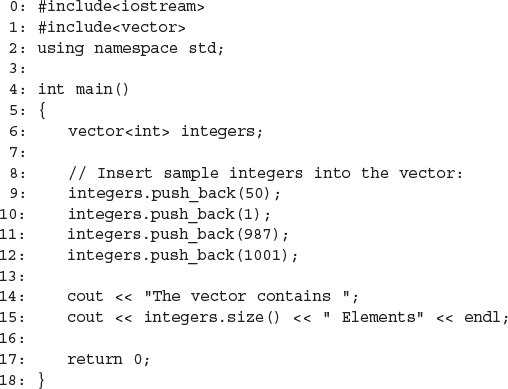 0: #include<iostream>
1: #include<vector>
2: using namespace std;
3:
4: int main()
5: {
6:    vector<int> integers;
7:
8:    // Insert sample integers into the vector:
9:    integers.push_back(50);
10:    integers.push_back(1);
11:    integers.push_back(987);
12:    integers.push_back(1001);
13:
14:    cout << "The vector contains ";
15:    cout << integers.size() << " Elements" << endl;
16:
17:    return 0;
18: }